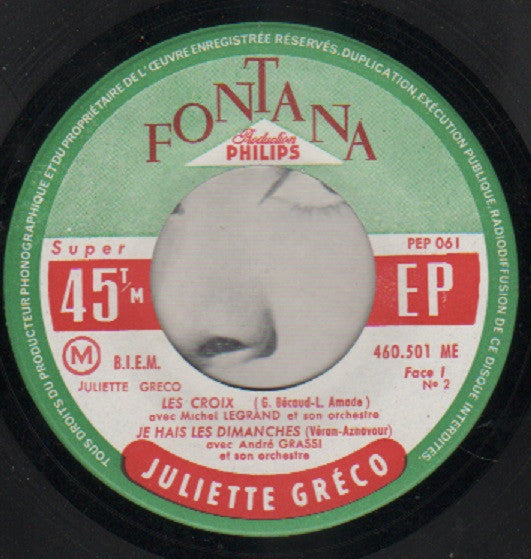 TOUS DROITS DU PRODUCTEUR PHONOGRAPHIQUE ET DU PROPRIÉTAIRE DE L'ŒUVRE ENREGISTRÉE RÉSERVÉS. DUPLICATION, EXÉCUTION PUBLIQUE, RADIODIFFUSION DE CE DISQUE INTERDITES.
FONTANA
Production
PHILIPS
Super
PEP 061
45 T/M
EP
M B.I.E.M.
460.501 ME
JULIETTE GRECO
Face 1
N° 2
LES CROIX (G. Bécaud-L. Amade)
avec Michel LEGRAND et son orchestre
JE HAIS LES DIMANCHES (Véran-Aznavour)
avec André GRASSI
et son orchestre
JULIETTE GRÉCO